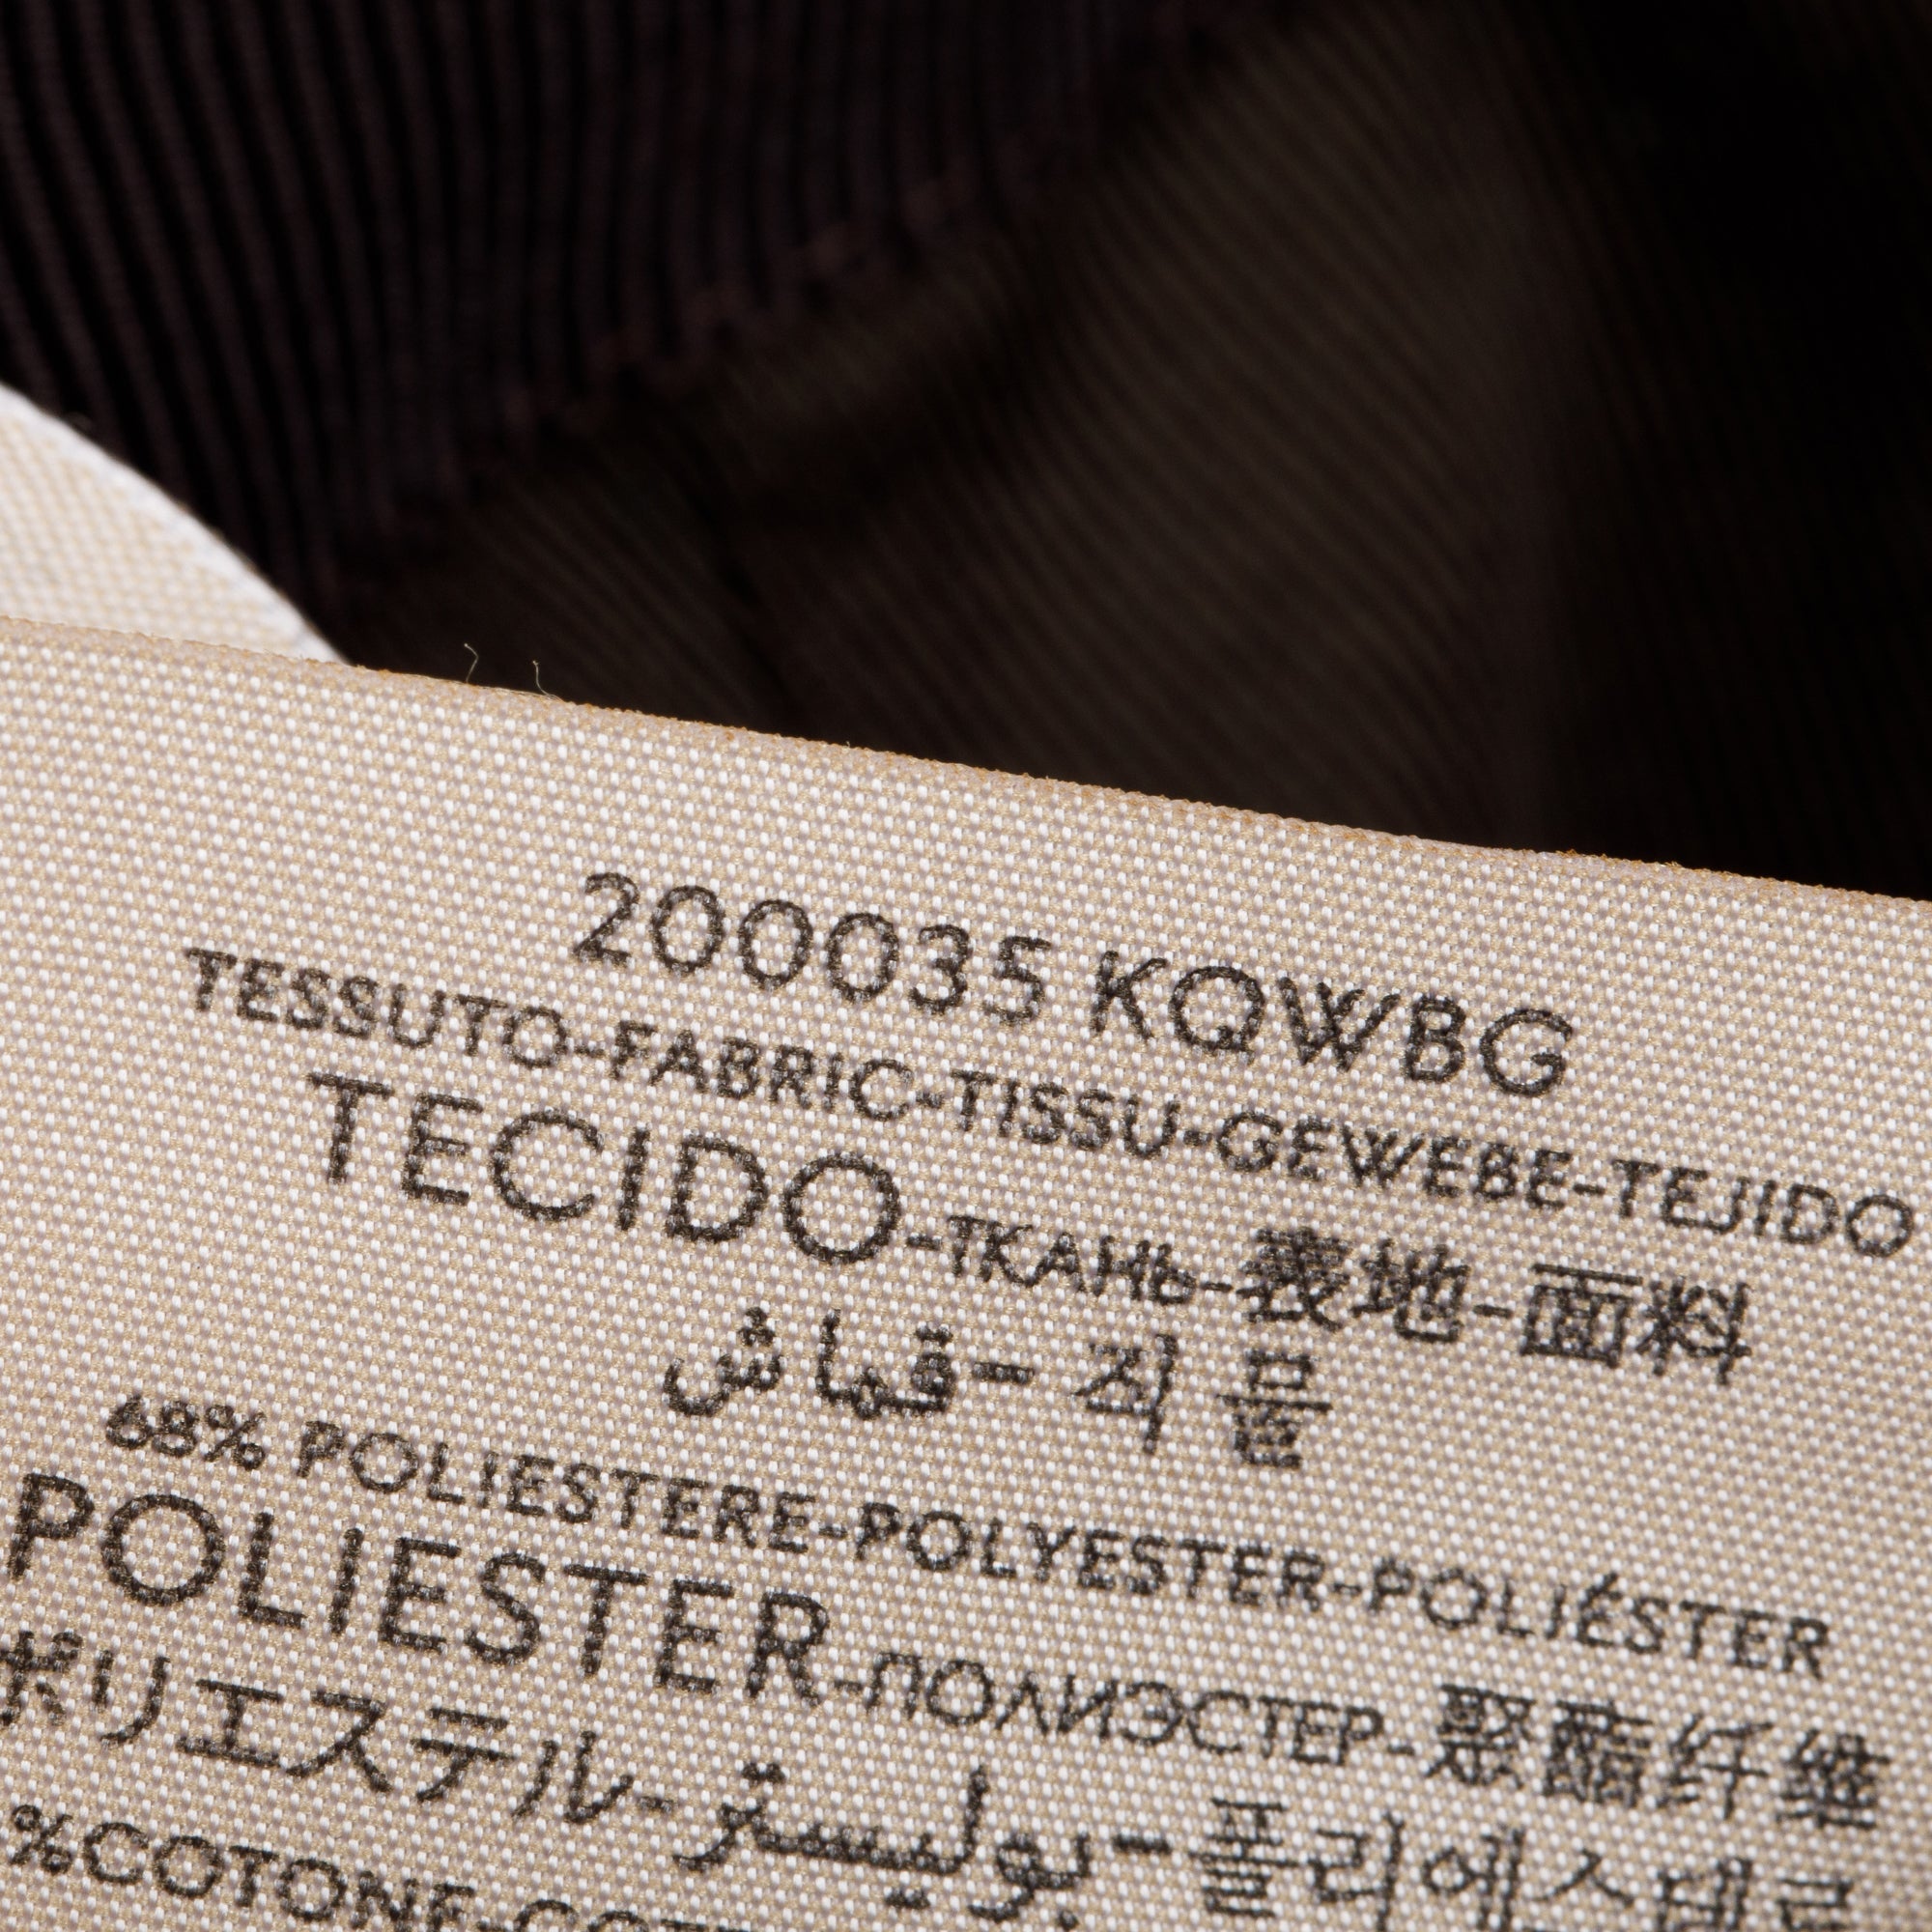 200035 KQWBG
TESSUTO-FABRIC-TISSU-GEWEBE-TEJIDO
TECIDO-ТКАНЬ-表地-面料
قماش- 직물
68% POLIESTERE-POLYESTER-POLIÉSTER
POLIESTER-ПОЛИЭСТЕР-聚酯纤维
ポリエステル-بوليستر-폴리에스테르
%COTONE-